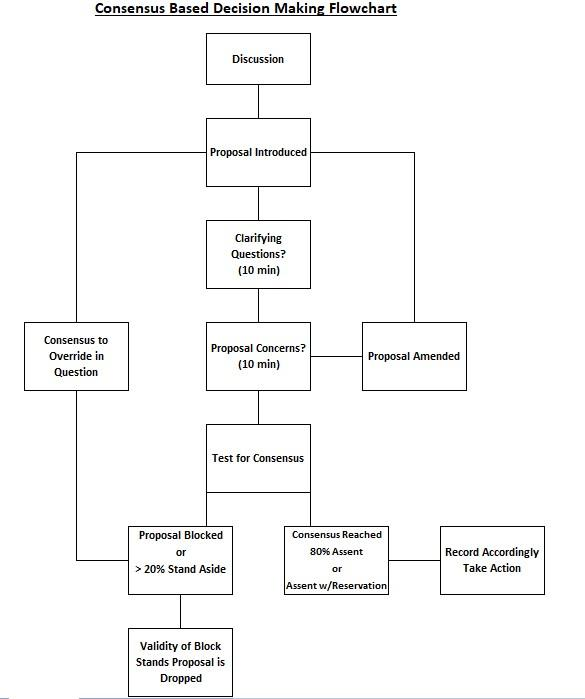 Consensus Based Decision Making Flowchart
Discussion
Proposal Introduced
Clarifying
Questions?
(10 min)
Consensus to
Override in
Question
Proposal Concerns?
(10 min)
Proposal Amended
Test for Consensus
Proposal Blocked
or
> 20% Stand Aside
Consensus Reached
80% Assent
or
Assent w/Reservation
Record Accordingly
Take Action
Validity of Block
Stands Proposal is
Dropped